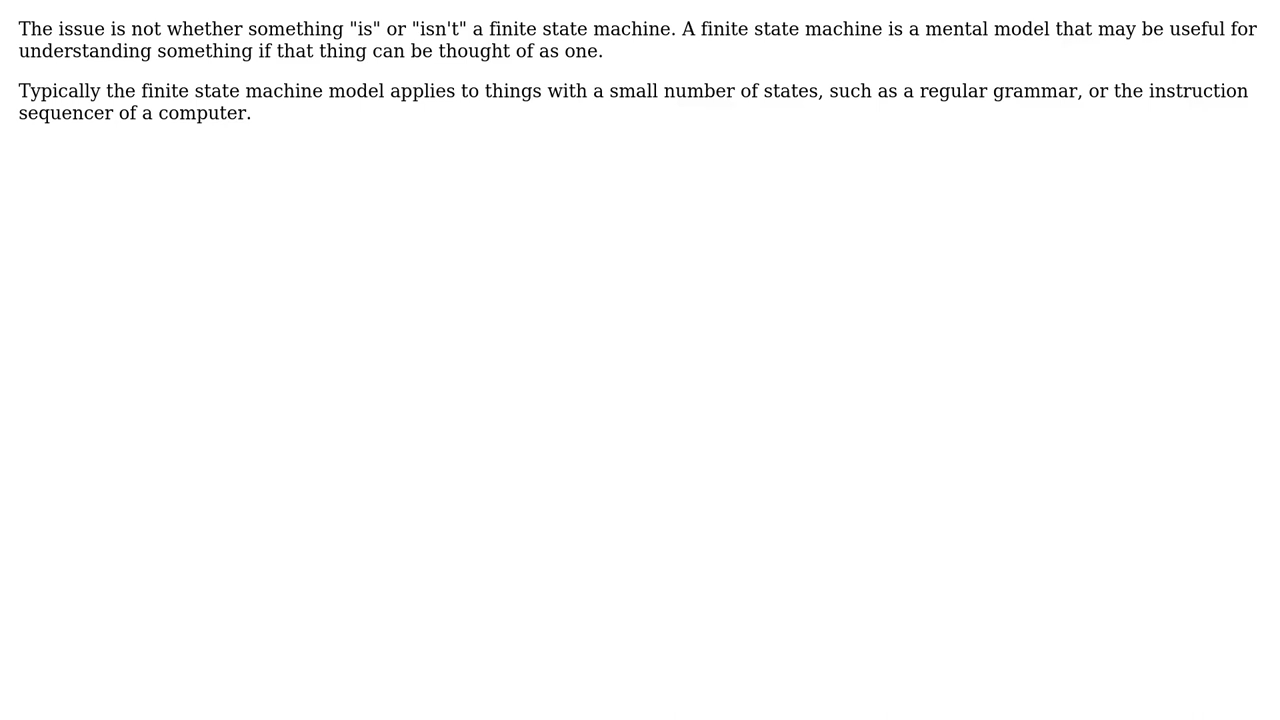 The issue is not whether something "is" or "isn't" a finite state machine. A finite state machine is a mental model that may be useful for
understanding something if that thing can be thought of as one.
Typically the finite state machine model applies to things with a small number of states, such as a regular grammar, or the instruction
sequencer of a computer.